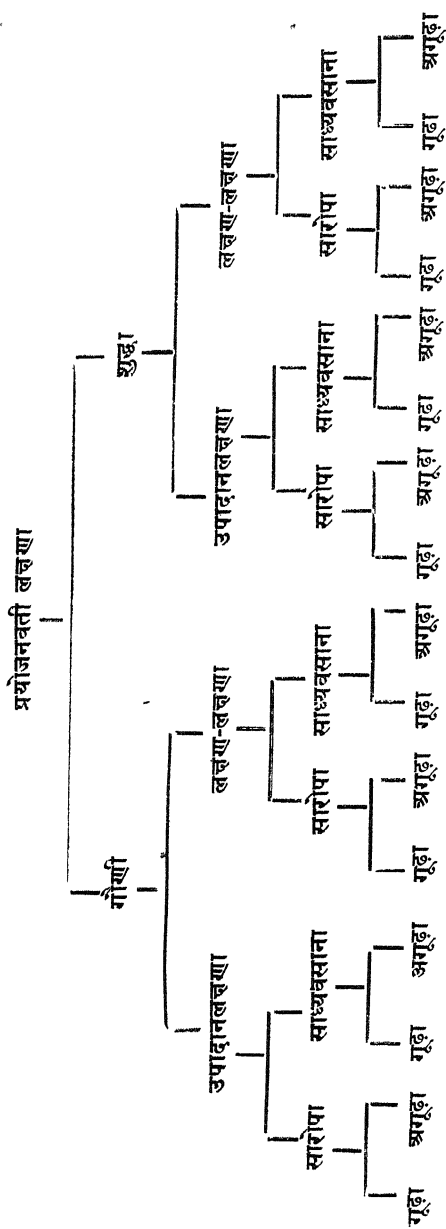 प्रयोजनवती लक्षणा
गौणी शुद्धा
उपादानलक्षणा लक्षण-लक्षणा उपादानलक्षणा लक्षण-लक्षणा
सारोपा साध्यवसाना सारोपा साध्यवसाना सारोपा साध्यवसाना सारोपा साध्यवसाना
गूढ़ा अगूढ़ा गूढ़ा अगूढ़ा गूढ़ा अगूढ़ा गूढ़ा अगूढ़ा गूढ़ा अगूढ़ा गूढ़ा अगूढ़ा गूढ़ा अगूढ़ा गूढ़ा अगूढ़ा